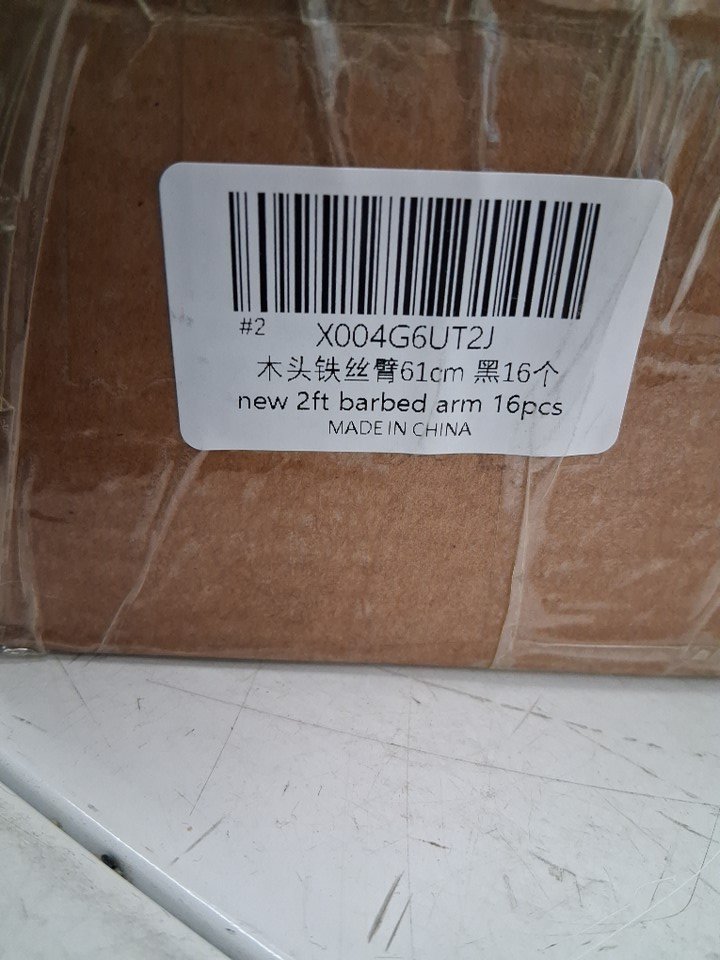 #2 X004G6UT2J
木头铁丝臂61cm 黑16个
new 2ft barbed arm 16pcs
MADE IN CHINA